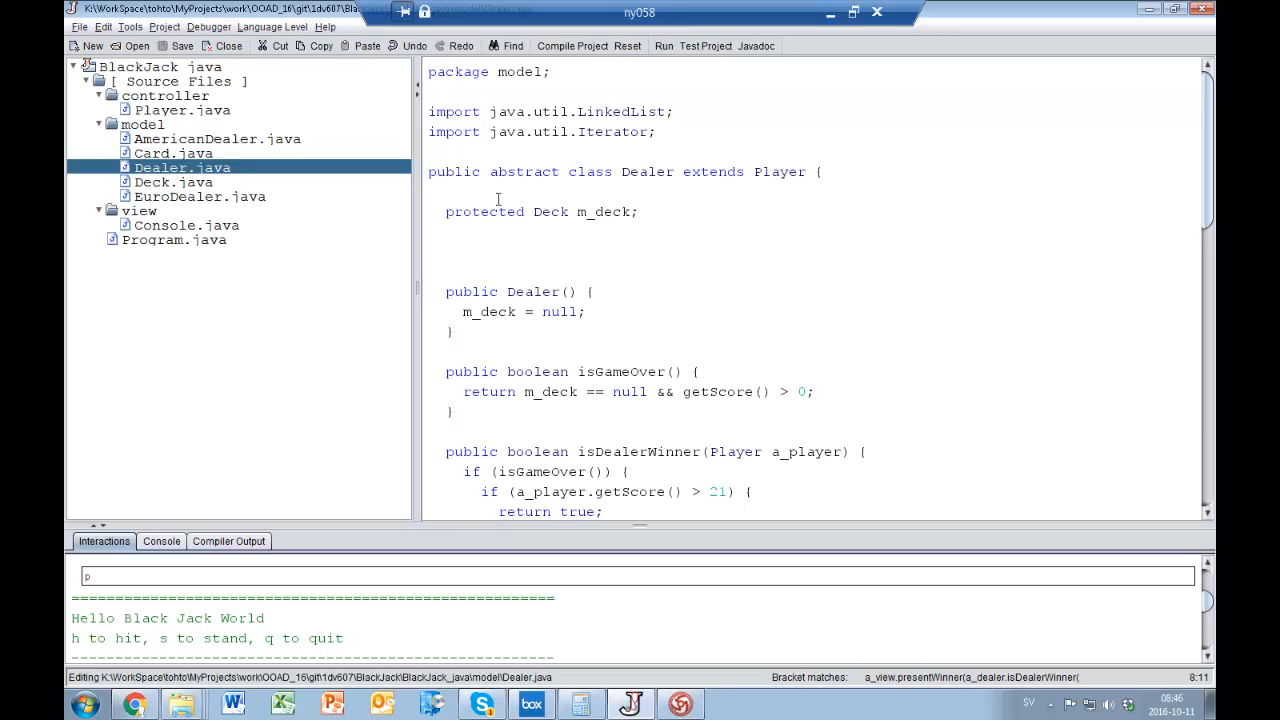 K:\WorkSpace\tohto\MyProjects\work\OOAD_16\git\1dv607
ny058
File Edit Tools Project Debugger Language Level Help
New Open Save Close Cut Copy Paste Undo Redo Find Compile Project Reset Run Test Project Javadoc
BlackJack java
[ Source Files ]
controller
Player.java
model
AmericanDealer.java
Card.java
Dealer.java
Deck.java
EuroDealer.java
view
Console.java
Program.java
package model;
import java.util.LinkedList;
import java.util.Iterator;
public abstract class Dealer extends Player {
protected Deck m_deck;
public Dealer() {
m_deck = null;
}
public boolean isGameOver() {
return m_deck == null && getScore() > 0;
}
public boolean isDealerWinner(Player a_player) {
if (isGameOver()) {
if (a_player.getScore() > 21) {
return true;
Interactions Console Compiler Output
p
=======================================================
Hello Black Jack World
h to hit, s to stand, q to quit
-------------------------------------------------------
Editing K:\WorkSpace\tohto\MyProjects\work\OOAD_16\git\1dv607\BlackJack\BlackJack_java\model\Dealer.java
Bracket matches: a_view.presentWinner(a_dealer.isDealerWinner(
8:11
box
SV
08:46
2016-10-11